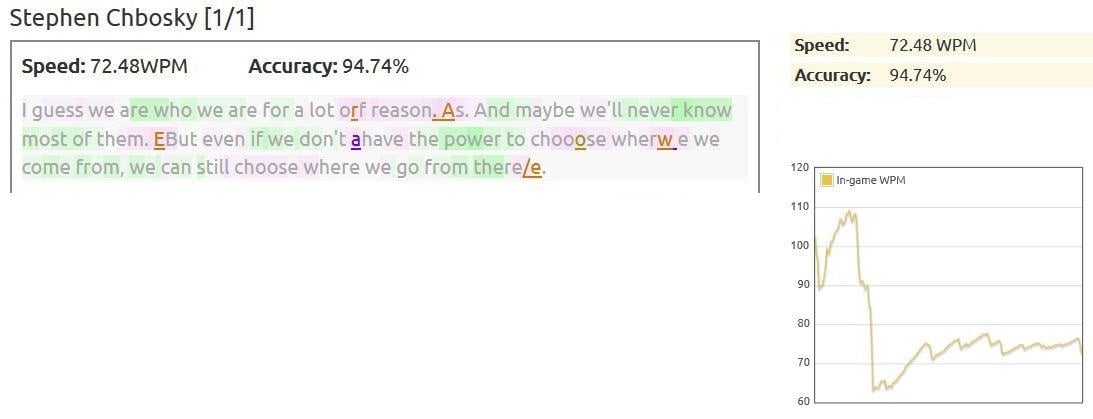 Stephen Chbosky [1/1]
Speed: 72.48WPM Accuracy: 94.74%
I guess we are who we are for a lot orf reason. As. And maybe we'll never know
most of them. EBut even if we don't ahave the power to chooose wherw e we
come from, we can still choose where we go from there/e.
Speed: 72.48 WPM
Accuracy: 94.74%
In-game WPM
120
110
100
90
80
70
60